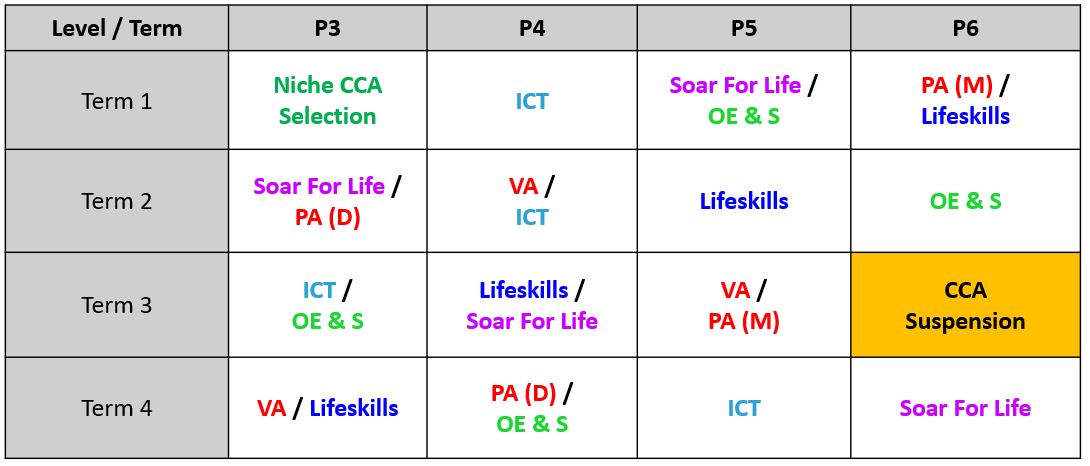 Level / Term P3 P4 P5 P6
Term 1
Niche CCA
Selection
ICT
Soar For Life /
OE & S
PA (M) /
Lifeskills
Term 2
Soar For Life /
PA (D)
VA /
ICT
Lifeskills
OE & S
Term 3
ICT /
OE & S
Lifeskills /
Soar For Life
VA /
PA (M)
CCA
Suspension
Term 4
VA / Lifeskills
PA (D) /
OE & S
ICT
Soar For Life